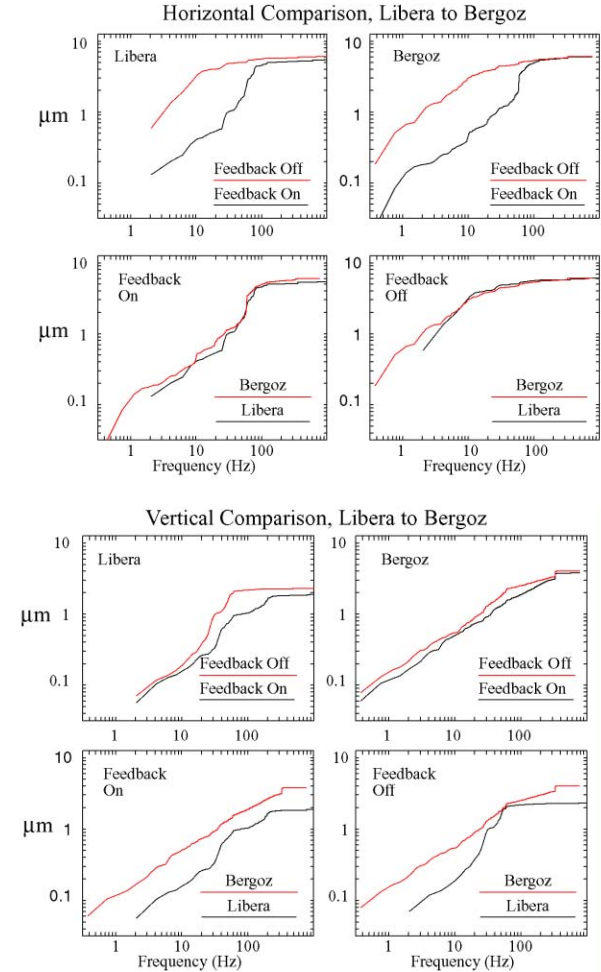 Horizontal Comparison, Libera to Bergoz
10
Libera
μm
1
Feedback Off
0.1
Feedback On
1
10
100
10
Bergoz
1
Feedback Off
0.1
Feedback On
1
10
100
10
Feedback
On
μm
1
Bergoz
0.1
Libera
1
10
100
Frequency (Hz)
10
Feedback
Off
1
Bergoz
0.1
Libera
1
10
100
Frequency (Hz)
Vertical Comparison, Libera to Bergoz
10
Libera
μm
1
Feedback Off
0.1
Feedback On
1
10
100
10
Bergoz
1
Feedback Off
0.1
Feedback On
1
10
100
10
Feedback
On
μm
1
Bergoz
0.1
Libera
1
10
100
Frequency (Hz)
10
Feedback
Off
1
Bergoz
0.1
Libera
1
10
100
Frequency (Hz)